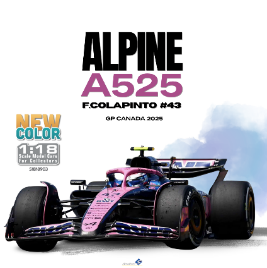 ALPINE
A525
F.COLAPINTO #43
GP CANADA 2025
NEW
COLOR
1:18
Scale Model Cars
For Collectors